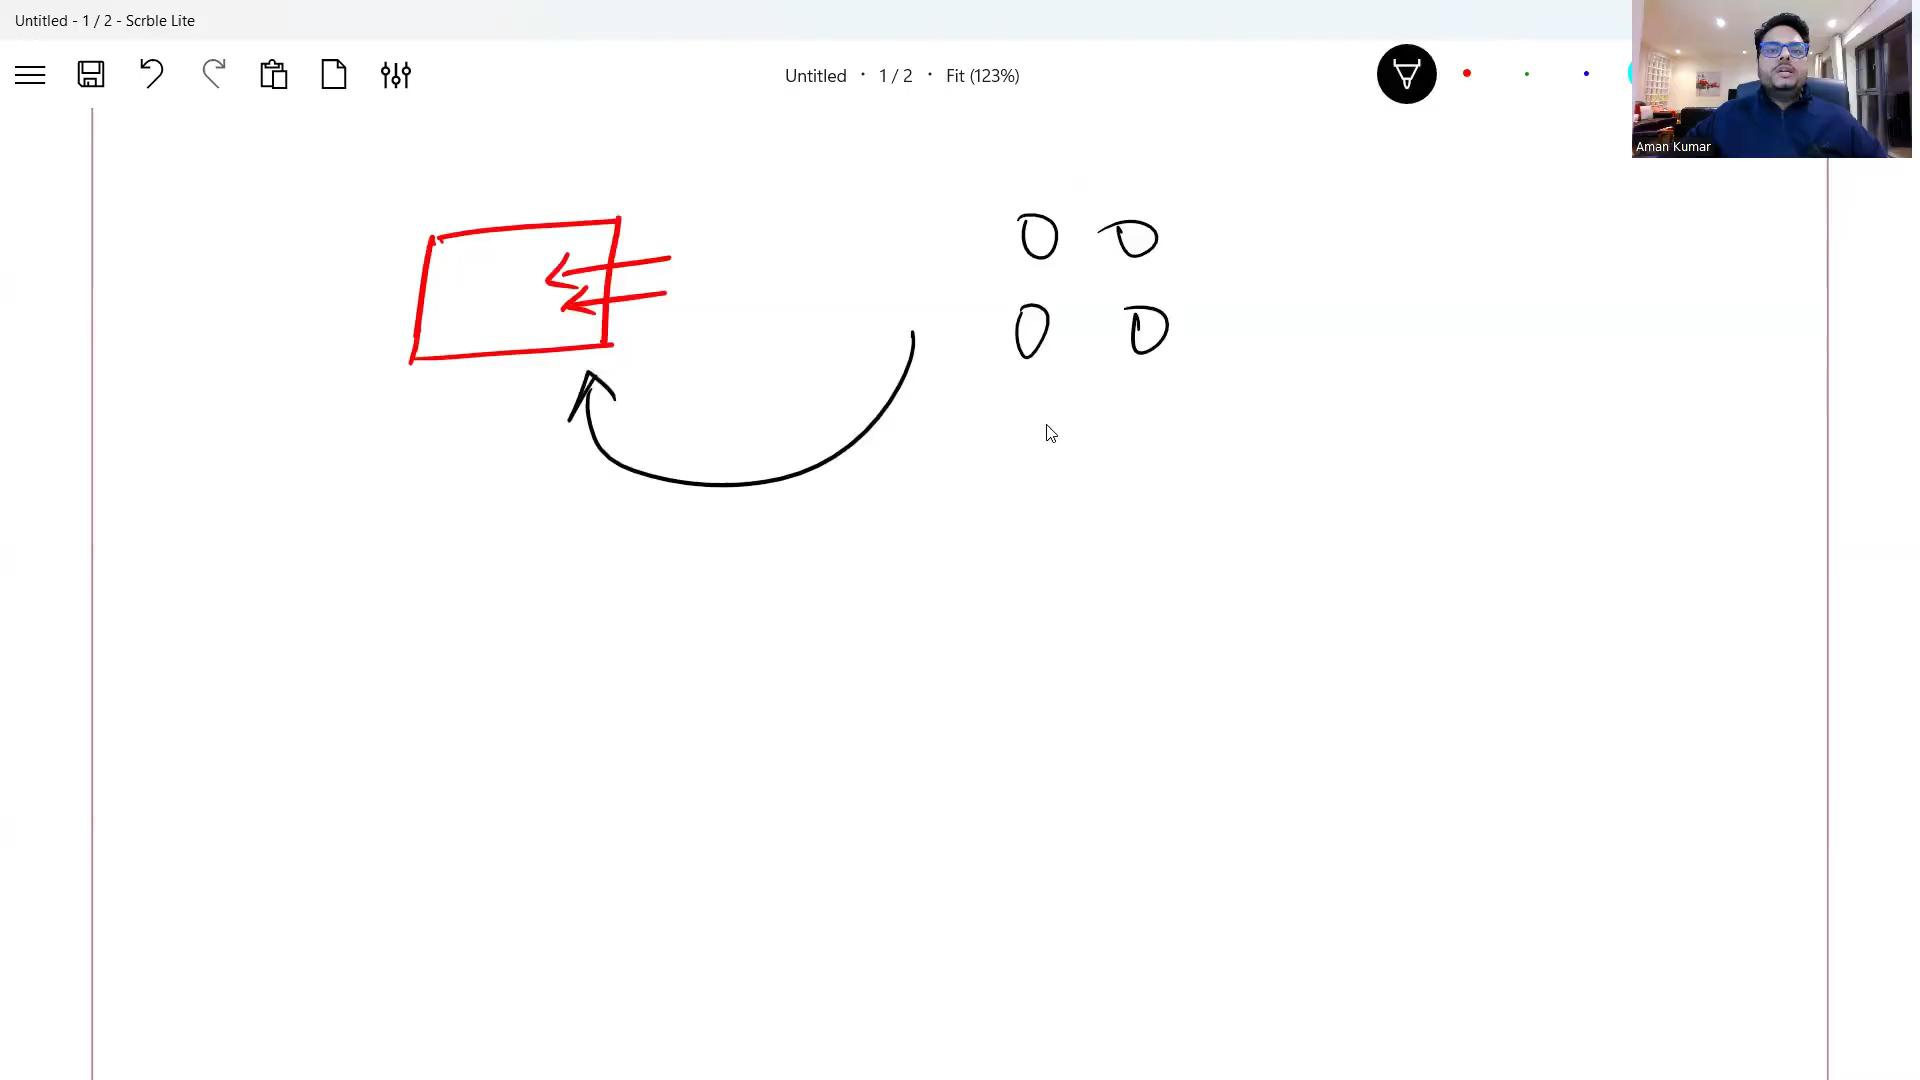 Untitled - 1 / 2 - Scrble Lite
Untitled • 1 / 2 • Fit (123%)
Aman Kumar